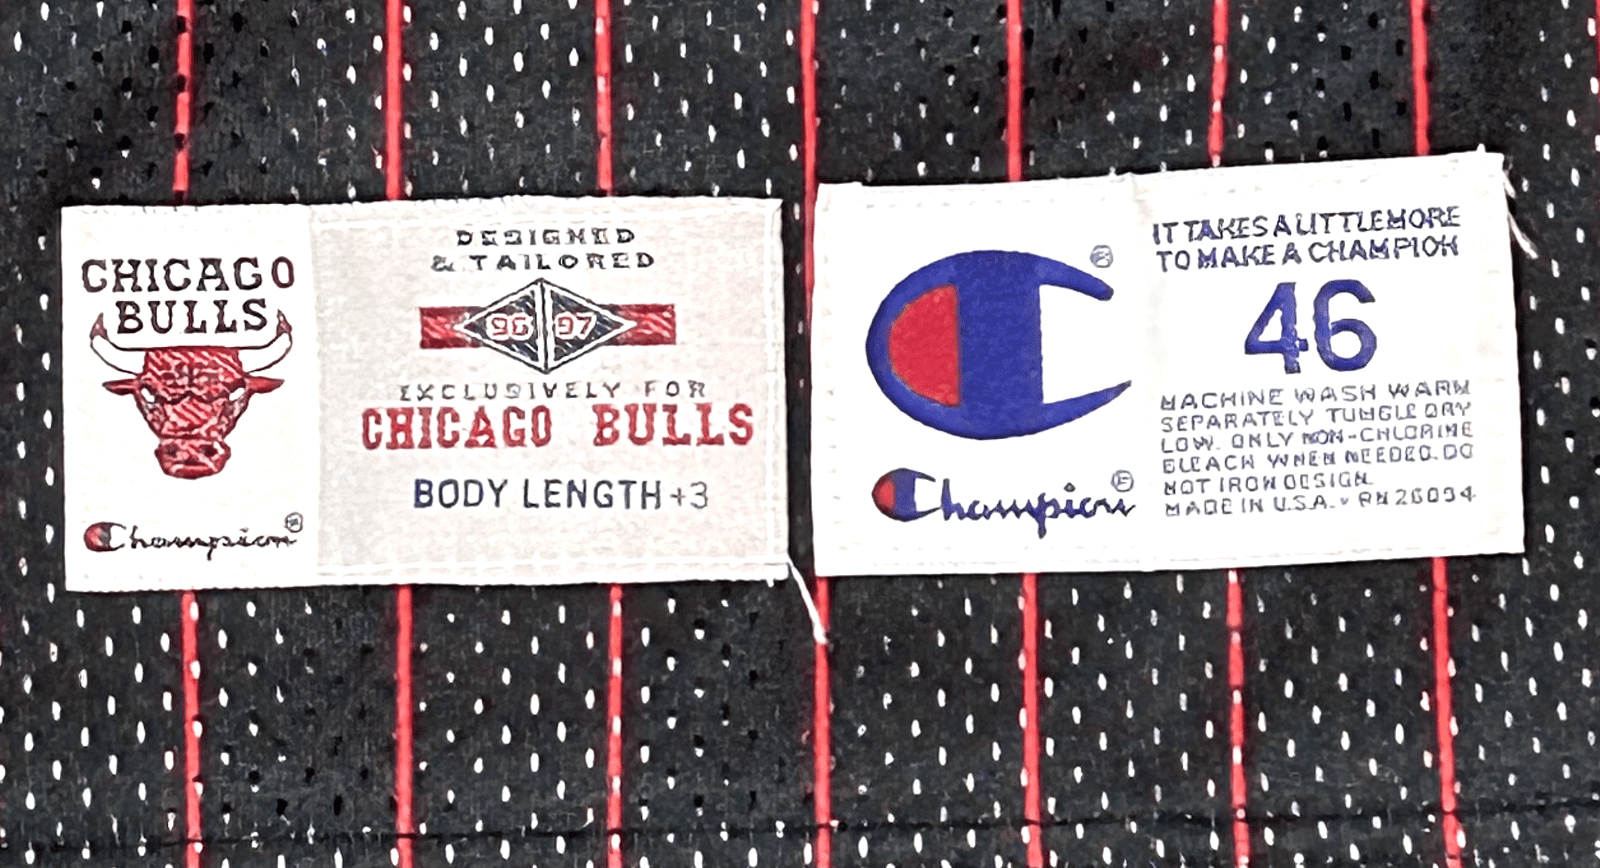 CHICAGO
BULLS
Champion®
DESIGNED
& TAILORED
96 97
EXCLUSIVELY FOR
CHICAGO BULLS
BODY LENGTH +3
®
Champion®
IT TAKES A LITTLE MORE
TO MAKE A CHAMPION
46
MACHINE WASH WARM
SEPARATELY TUMBLE DRY
LOW. ONLY NON-CHLORINE
BLEACH WHEN NEEDED. DO
NOT IRON DESIGN.
MADE IN U.S.A. • RN 26094